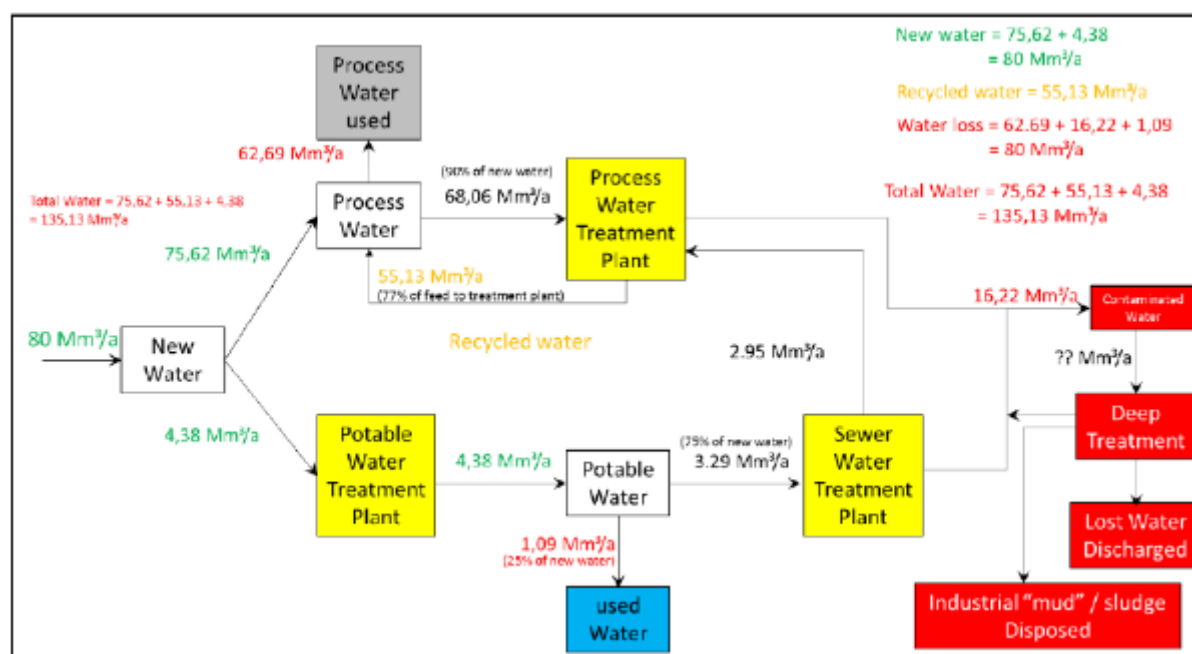 New water = 75,62 + 4,38
= 80 Mm³/a
Recycled water = 55,13 Mm³/a
Water loss = 62.69 + 16,22 + 1,09
= 80 Mm³/a
Total Water = 75,62 + 55,13 + 4,38
= 135,13 Mm³/a
Process
Water
used
62,69 Mm³/a
Total Water = 75,62 + 55,13 + 4,38
= 135,13 Mm³/a
Process
Water
(90% of new water)
68,06 Mm³/a
Process
Water
Treatment
Plant
75,62 Mm³/a
55,13 Mm³/a
(77% of feed to treatment plant)
Recycled water
16,22 Mm³/a
Contaminated
Water
80 Mm³/a
New
Water
2.95 Mm³/a
?? Mm³/a
4,38 Mm³/a
Potable
Water
Treatment
Plant
4,38 Mm³/a
Potable
Water
(75% of new water)
3.29 Mm³/a
Sewer
Water
Treatment
Plant
Deep
Treatment
1,09 Mm³/a
(25% of new water)
Lost Water
Discharged
used
Water
Industrial “mud” / sludge
Disposed